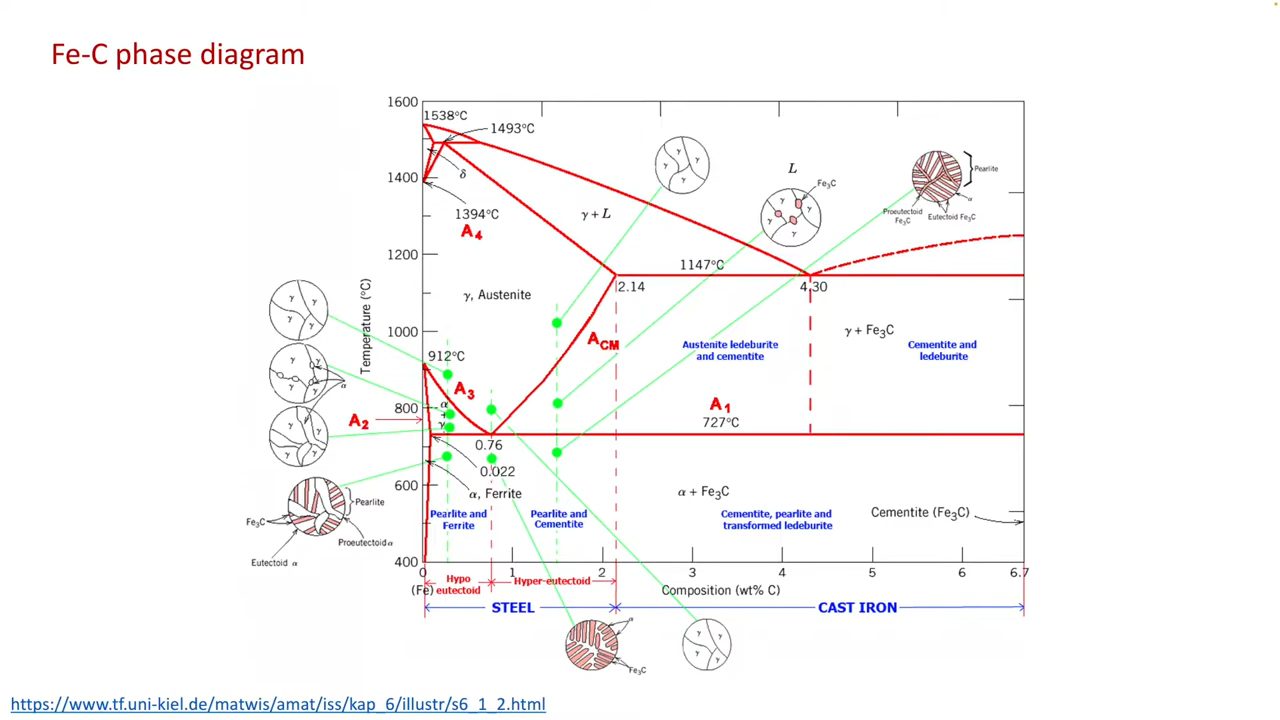 Fe-C phase diagram
1600
1538°C
1493°C
δ
1400
1394°C
A4
γ + L
L
γ
γ
γ
Fe3C
γ
γ
γ
γ
Pearlite
α
Proeutectoid
Fe3C
Eutectoid Fe3C
1200
1147°C
2.14
4.30
γ, Austenite
Temperature (°C)
1000
ACM
Austenite ledeburite
and cementite
γ + Fe3C
Cementite and
ledeburite
γ
γ
γ
γ
912°C
A3
γ
γ
γ
γ
α
α
+
γ
800
A2
A1
727°C
γ
γ
γ
γ
0.76
0.022
α, Ferrite
600
α + Fe3C
Cementite (Fe3C)
Pearlite
Fe3C
Proeutectoid α
Eutectoid α
Pearlite and
Ferrite
Pearlite and
Cementite
Cementite, pearlite and
transformed ledeburite
400
0
1
2
3
4
5
6
6.7
(Fe)
Hypo
eutectoid
Hyper-eutectoid
Composition (wt% C)
STEEL
CAST IRON
α
Fe3C
γ
γ
γ
γ
https://www.tf.uni-kiel.de/matwis/amat/iss/kap_6/illustr/s6_1_2.html